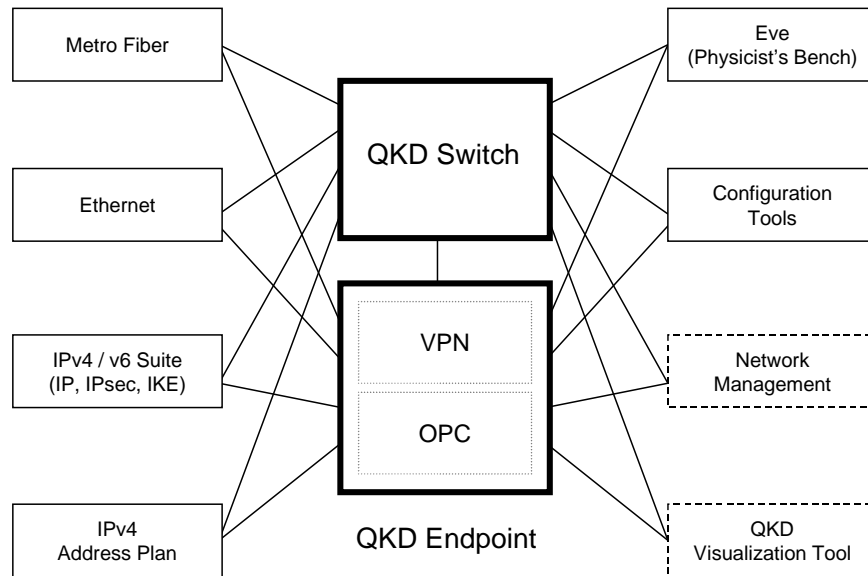 Metro Fiber
Ethernet
IPv4 / v6 Suite
(IP, IPsec, IKE)
IPv4
Address Plan
QKD Switch
VPN
OPC
QKD Endpoint
Eve
(Physicist's Bench)
Configuration
Tools
Network
Management
QKD
Visualization Tool